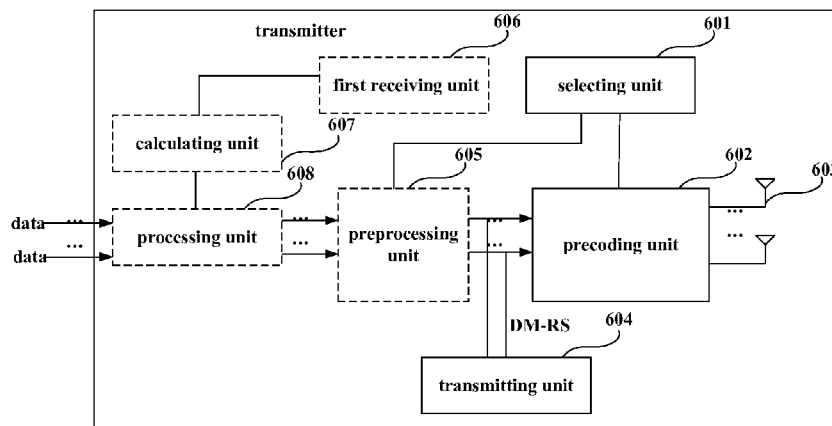 606
transmitter
601
first receiving unit
selecting unit
calculating unit
607
605
602
608
603
data
...
...
...
...
processing unit
preprocessing
unit
precoding unit
data
...
...
...
...
DM-RS
604
transmitting unit